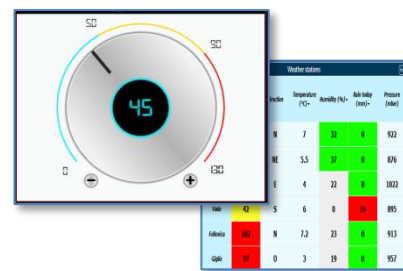 50
90
45
0
130
Weather stations
Direction Temperature (°C) Humidity (%) Rain today (mm) Pressure (mbar)
N 7 32 0 922
NE 5.5 37 0 876
E 4 22 0 1022
42 S 6 0 54 895
Follonica 102 N 7.2 23 0 913
Giglio 97 O 3 19 0 957